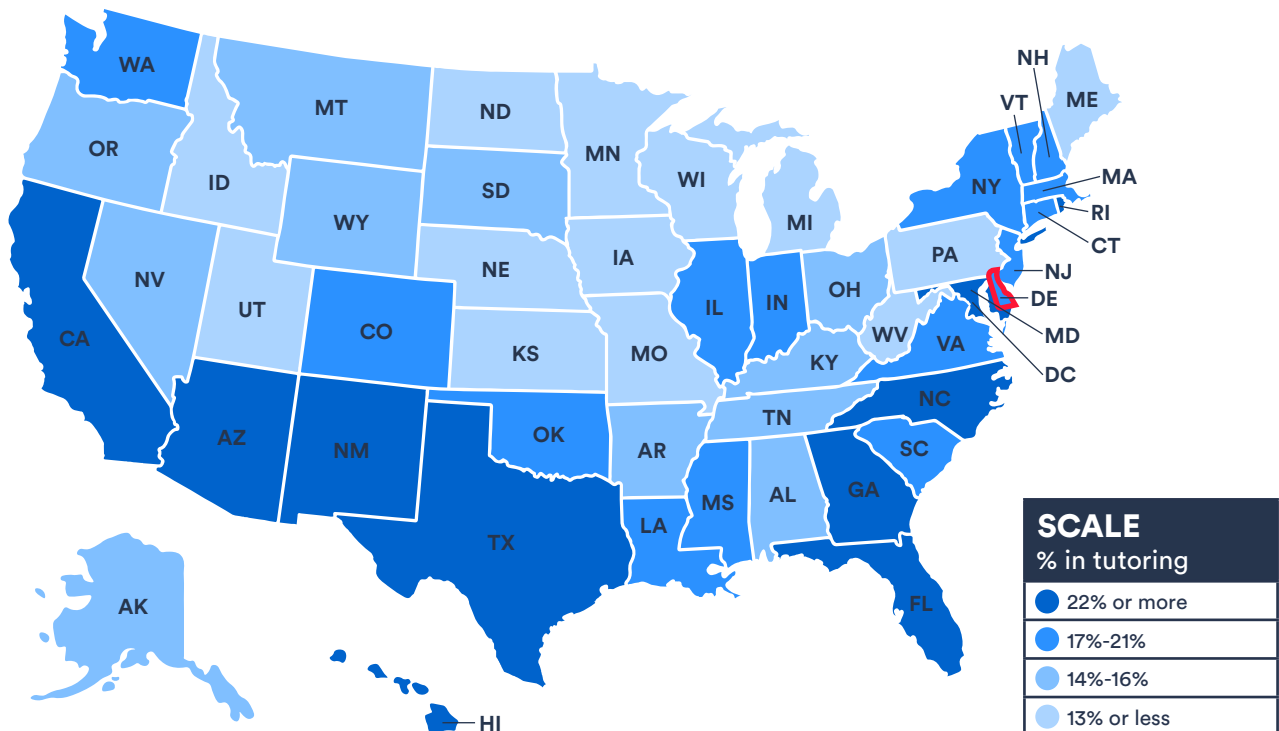 NH
WA
VT
ME
MT
ND
OR
MN
MA
ID
SD
WI
NY
RI
WY
MI
CT
PA
IA
NE
NV
NJ
OH
DE
UT
IL
IN
CO
WV
MD
CA
VA
KS
MO
KY
DC
NC
TN
AZ
OK
NM
AR
SC
GA
AL
MS
LA
TX
FL
AK
HI
SCALE
% in tutoring
22% or more
17%-21%
14%-16%
13% or less